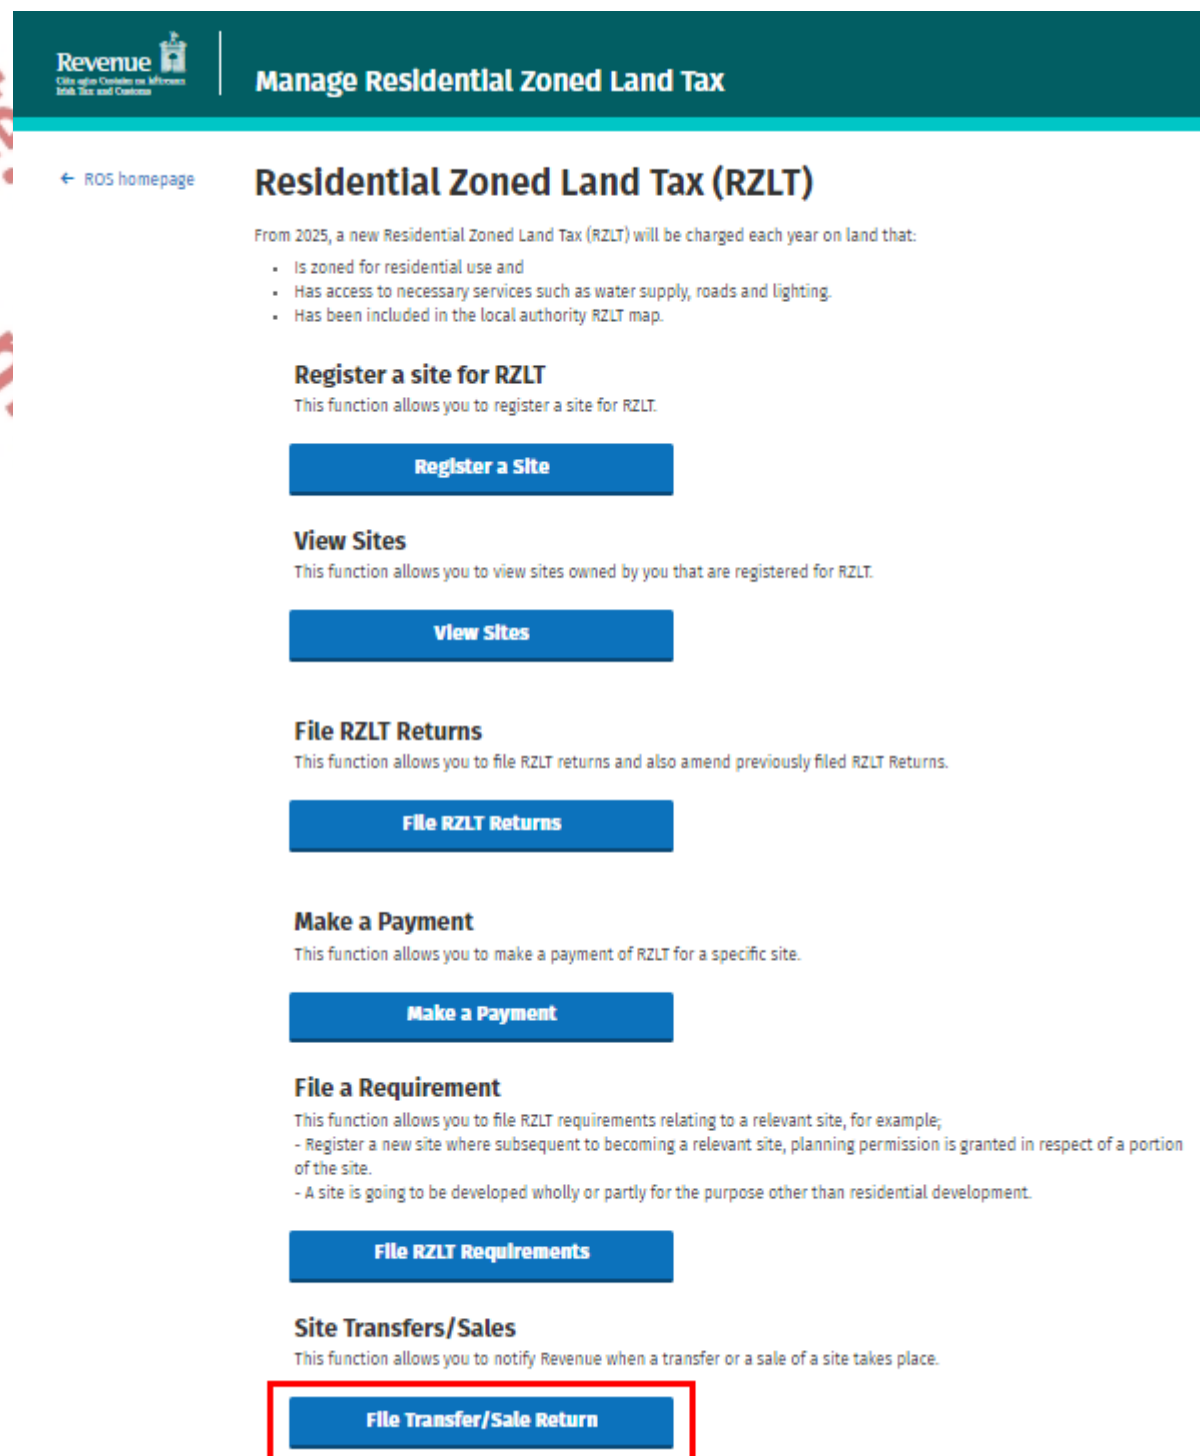 Revenue
Cáin agus Custaim na hÉireann
Irish Tax and Customs
Manage Residential Zoned Land Tax
← ROS homepage
Residential Zoned Land Tax (RZLT)
From 2025, a new Residential Zoned Land Tax (RZLT) will be charged each year on land that:
Is zoned for residential use and
Has access to necessary services such as water supply, roads and lighting.
Has been included in the local authority RZLT map.
Register a site for RZLT
This function allows you to register a site for RZLT.
Register a Site
View Sites
This function allows you to view sites owned by you that are registered for RZLT.
View Sites
File RZLT Returns
This function allows you to file RZLT returns and also amend previously filed RZLT Returns.
File RZLT Returns
Make a Payment
This function allows you to make a payment of RZLT for a specific site.
Make a Payment
File a Requirement
This function allows you to file RZLT requirements relating to a relevant site, for example;
- Register a new site where subsequent to becoming a relevant site, planning permission is granted in respect of a portion
of the site.
- A site is going to be developed wholly or partly for the purpose other than residential development.
File RZLT Requirements
Site Transfers/Sales
This function allows you to notify Revenue when a transfer or a sale of a site takes place.
File Transfer/Sale Return